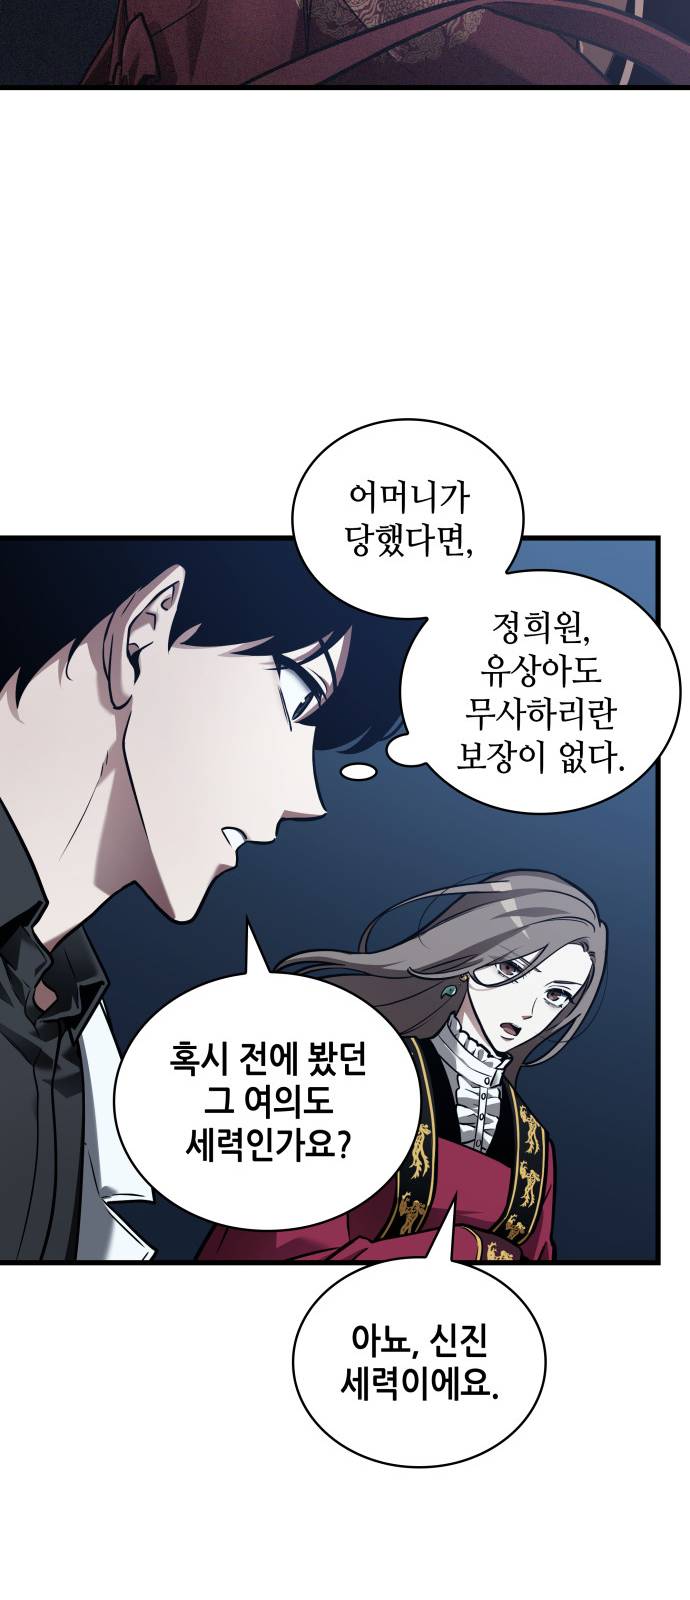 어머니가
당했다면,
정희원,
유상아도
무사하리란
보장이 없다.
혹시 전에 봤던
그 여의도
세력인가요?
아뇨, 신진
세력이에요.